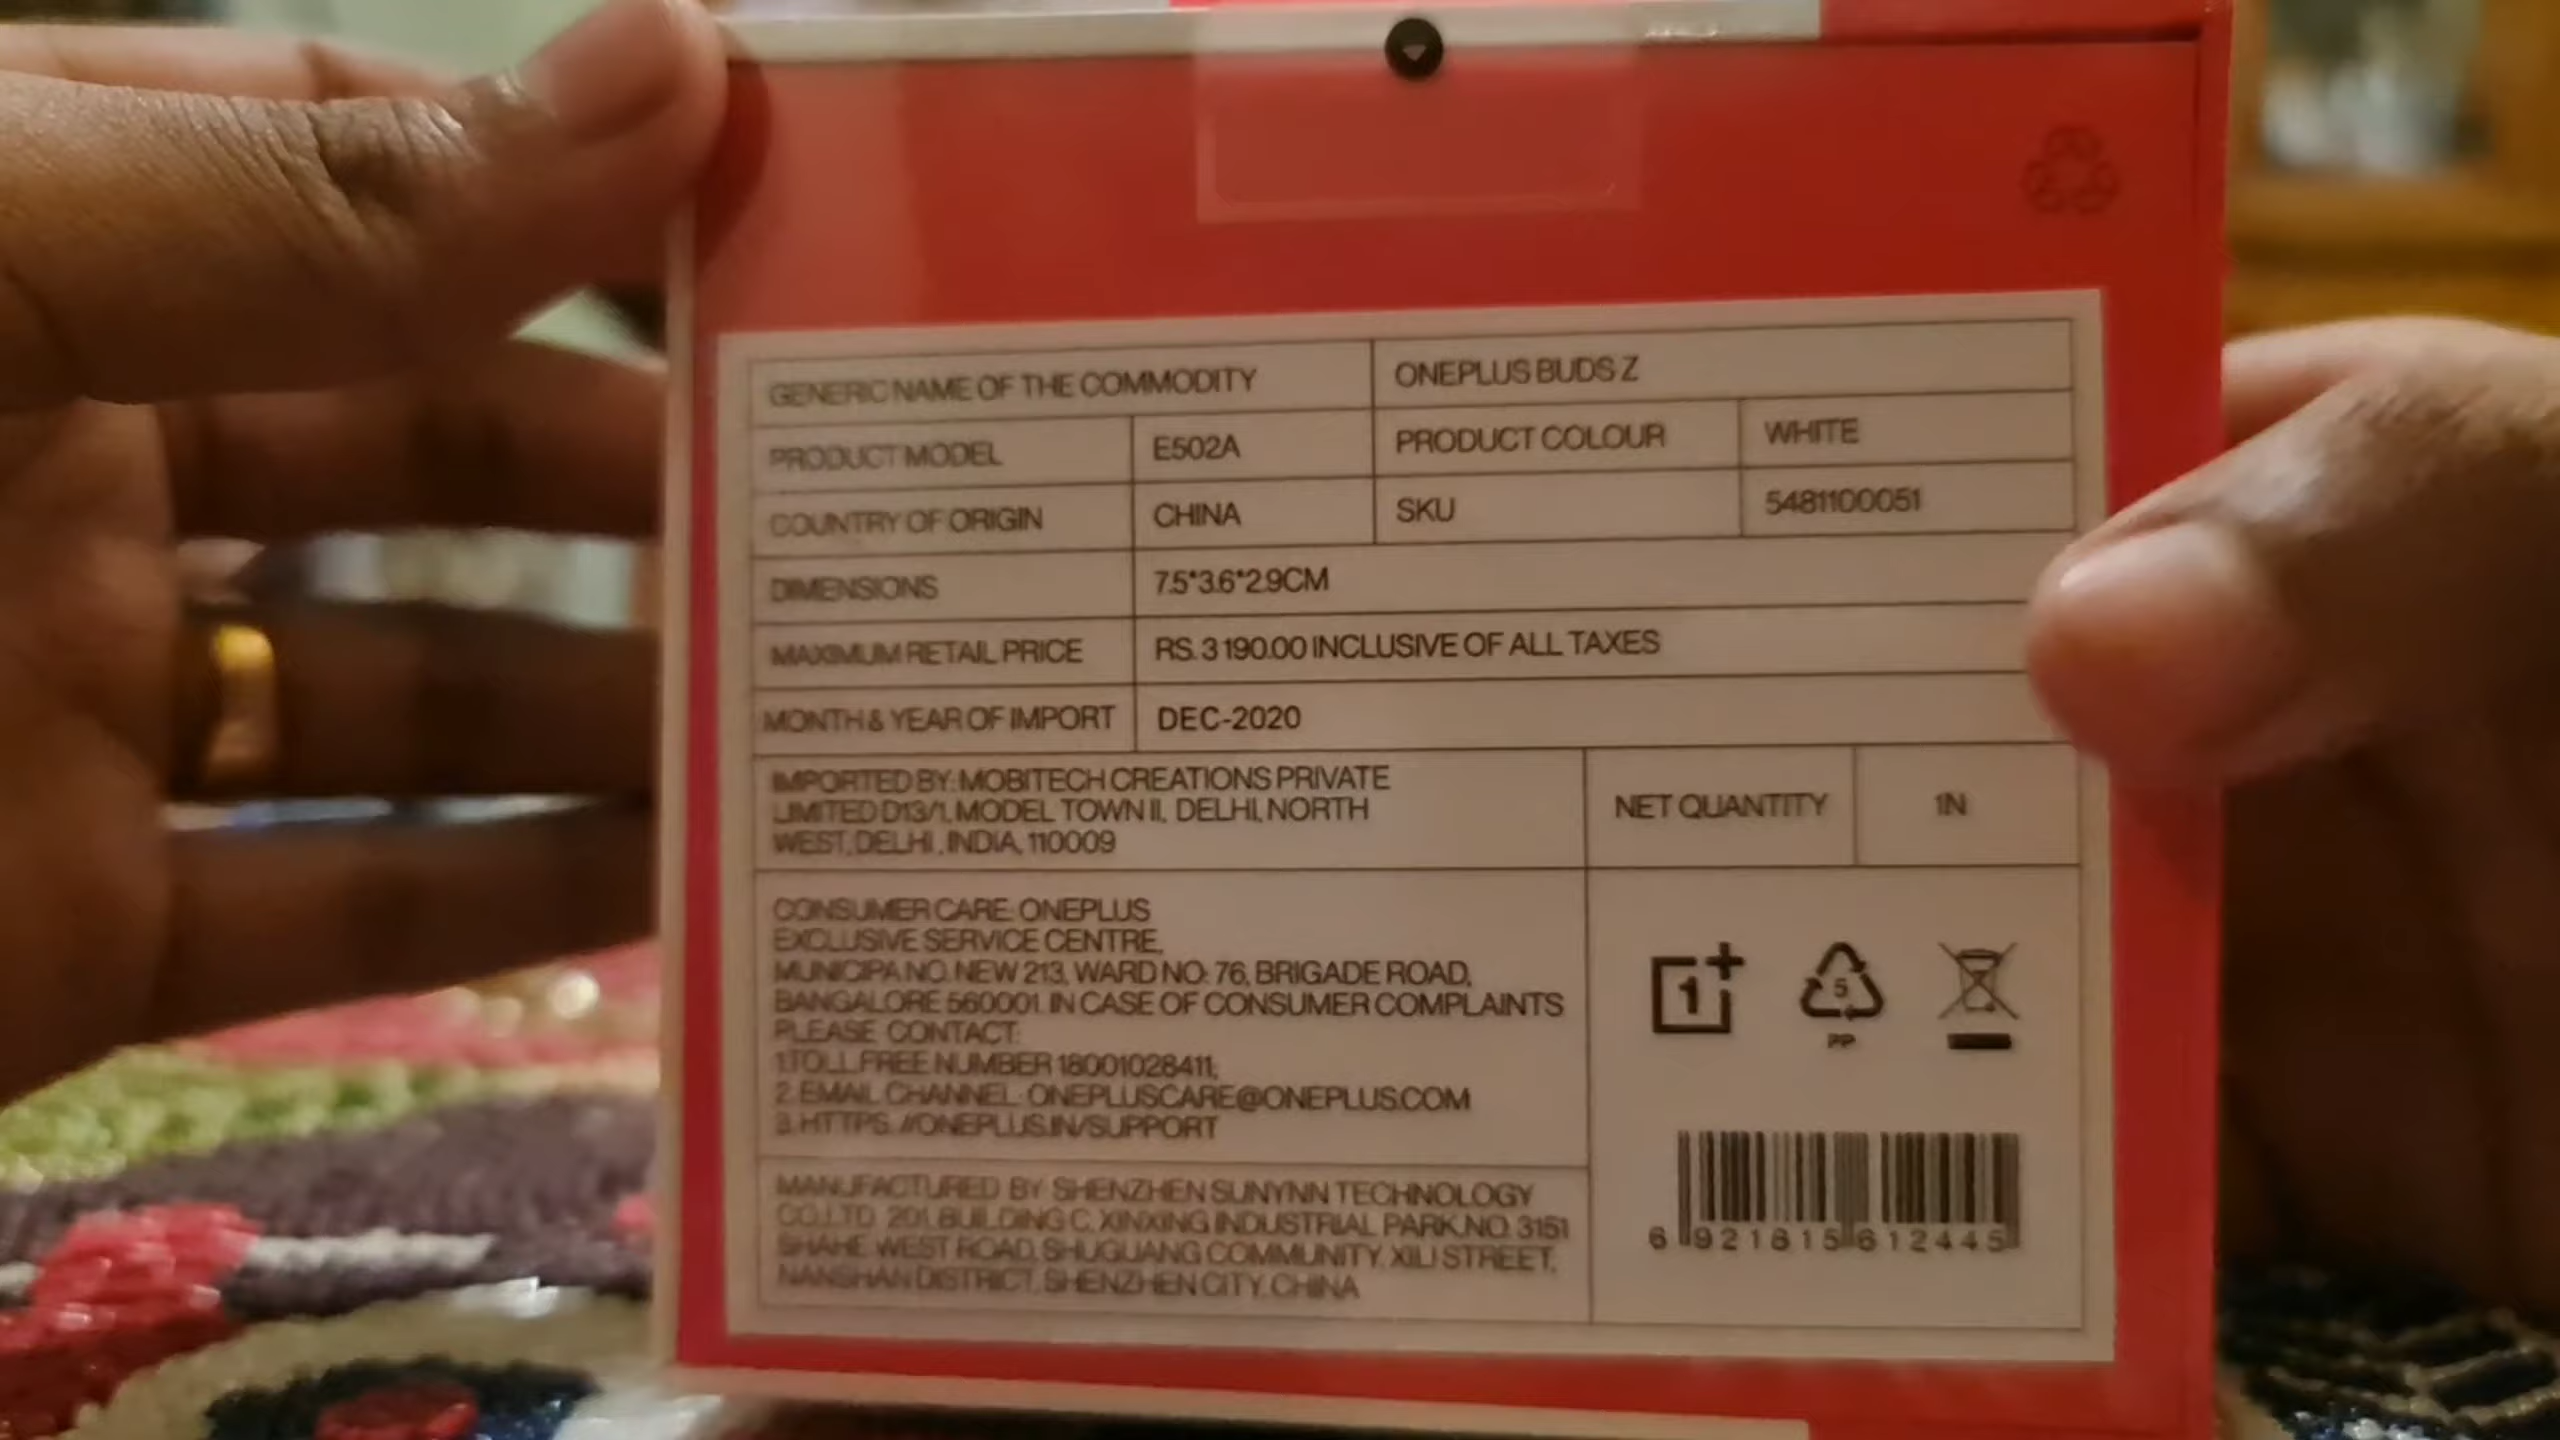 GENERIC NAME OF THE COMMODITY ONEPLUS BUDS Z
PRODUCT MODEL E502A PRODUCT COLOUR WHITE
COUNTRY OF ORIGIN CHINA SKU 5481100051
DIMENSIONS 7.5*3.6*2.9CM
MAXIMUM RETAIL PRICE RS. 3 190.00 INCLUSIVE OF ALL TAXES
MONTH & YEAR OF IMPORT DEC-2020
IMPORTED BY: MOBITECH CREATIONS PRIVATE
LIMITED D13/1, MODEL TOWN II, DELHI, NORTH
WEST, DELHI , INDIA, 110009
NET QUANTITY 1N
CONSUMER CARE: ONEPLUS
EXCLUSIVE SERVICE CENTRE,
MUNICIPA NO. NEW 213, WARD NO: 76, BRIGADE ROAD,
BANGALORE 560001. IN CASE OF CONSUMER COMPLAINTS
PLEASE CONTACT:
1.TOLL FREE NUMBER 18001028411;
2. EMAIL CHANNEL: ONEPLUSCARE@ONEPLUS.COM
3. HTTPS: //ONEPLUS.IN/SUPPORT
1+
5
PP
MANUFACTURED BY: SHENZHEN SUNYNN TECHNOLOGY
CO.LTD. 201, BUILDING C, XINXING INDUSTRIAL PARK, NO. 3151
SHAHE WEST ROAD, SHUGUANG COMMUNITY, XILI STREET,
NANSHAN DISTRICT, SHENZHEN CITY, CHINA
6 921815 612445